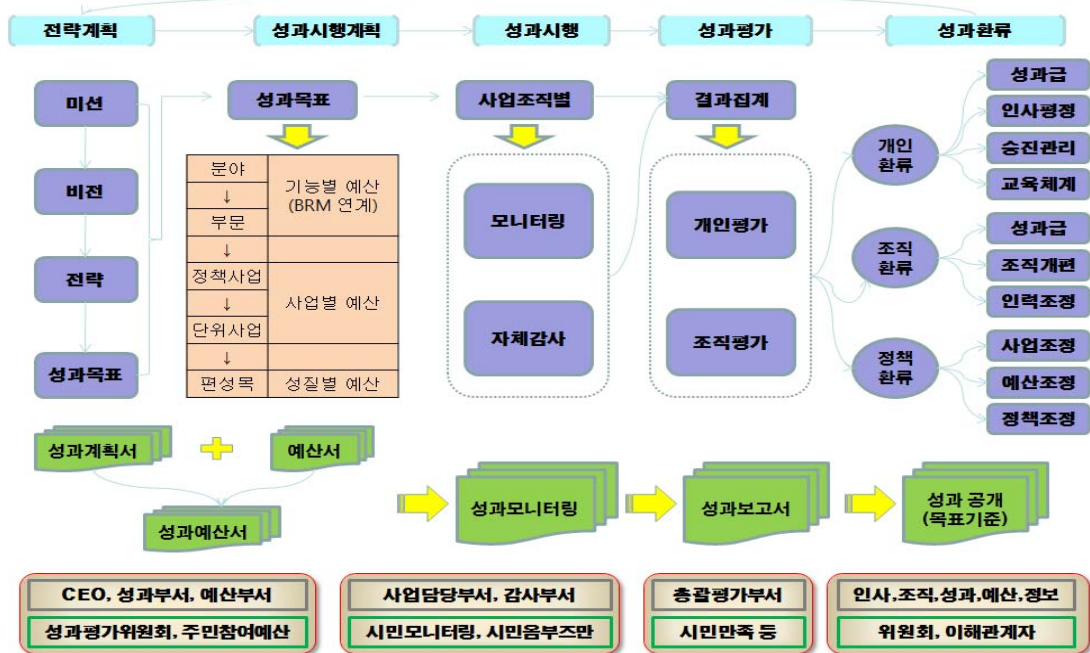 전략계획
성과시행계획
성과시행
성과평가
성과환류
미션
비전
전략
성과목표
성과목표
분야
↓
부문
↓
정책사업
↓
단위사업
↓
편성목
기능별 예산
(BRM 연계)
사업별 예산
성질별 예산
사업조직별
모니터링
자체감사
결과집계
개인평가
조직평가
개인
환류
조직
환류
정책
환류
성과급
인사평정
승진관리
교육체계
성과급
조직개편
인력조정
사업조정
예산조정
정책조정
성과계획서
예산서
성과예산서
성과모니터링
성과보고서
성과 공개
(목표기준)
CEO, 성과부서, 예산부서
성과평가위원회, 주민참여예산
사업담당부서, 감사부서
시민모니터링, 시민옴부즈만
총괄평가부서
시민만족 등
인사,조직,성과,예산,정보
위원회, 이해관계자